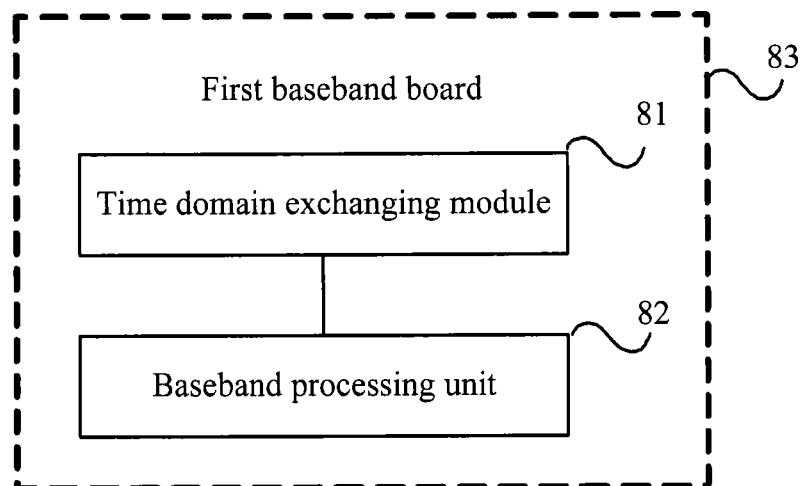 83
First baseband board
81
Time domain exchanging module
82
Baseband processing unit